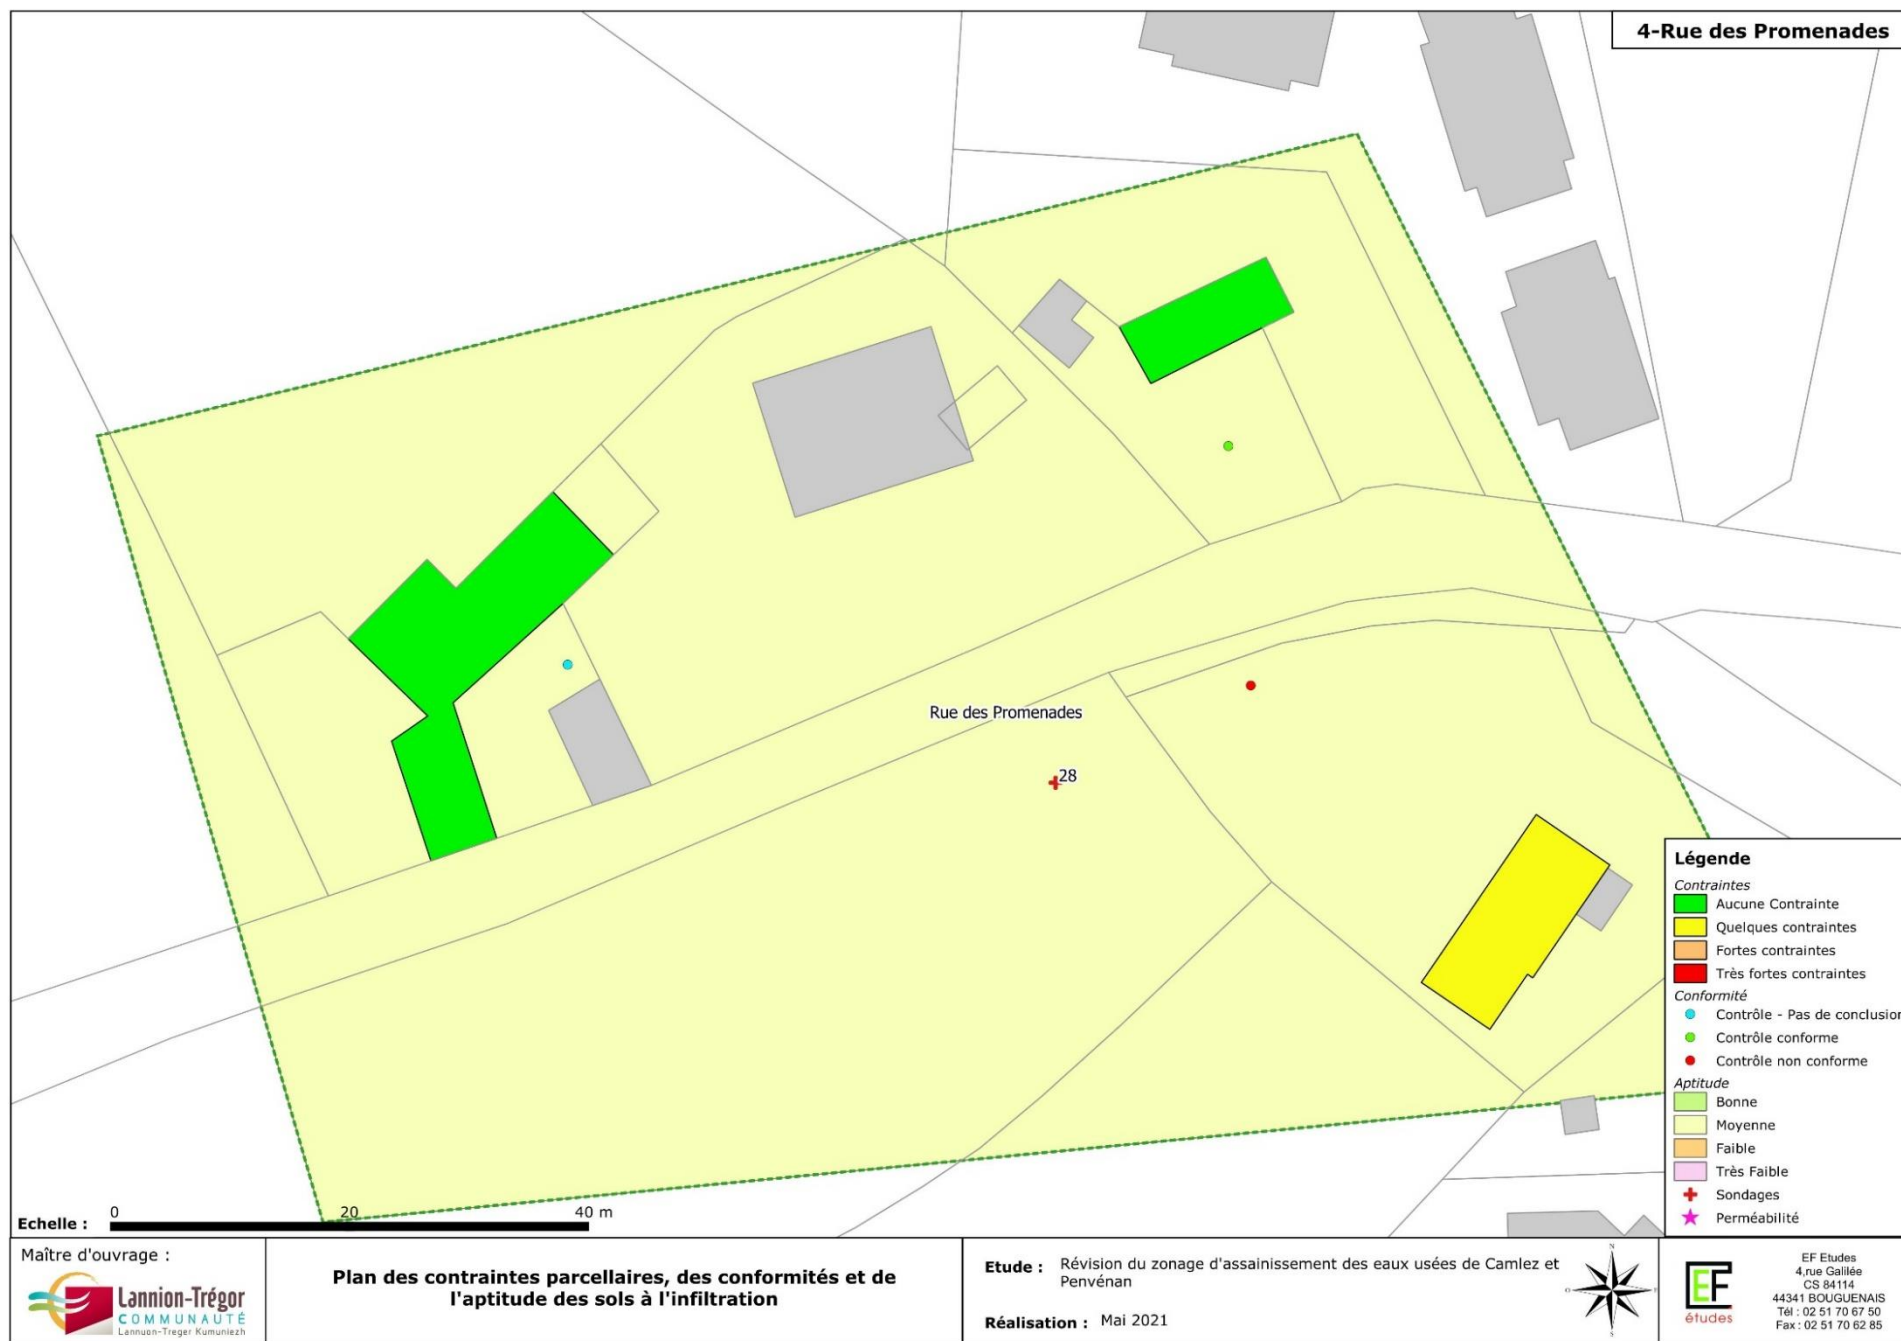 4-Rue des Promenades
Rue des Promenades
28
Légende
Contraintes
Aucune Contrainte
Quelques contraintes
Fortes contraintes
Très fortes contraintes
Conformité
Contrôle - Pas de conclusion
Contrôle conforme
Contrôle non conforme
Aptitude
Bonne
Moyenne
Faible
Très Faible
Sondages
Perméabilité
Echelle :
0 20 40 m
Maître d'ouvrage :
Lannion-Trégor
COMMUNAUTÉ
Lannuon-Treger Kumuniezh
Plan des contraintes parcellaires, des conformités et de
l'aptitude des sols à l'infiltration
Etude : Révision du zonage d'assainissement des eaux usées de Camlez et
Penvénan
Réalisation : Mai 2021
N
O
E
S
EF
études
EF Etudes
4,rue Galilée
CS 84114
44341 BOUGUENAIS
Tél : 02 51 70 67 50
Fax : 02 51 70 62 85